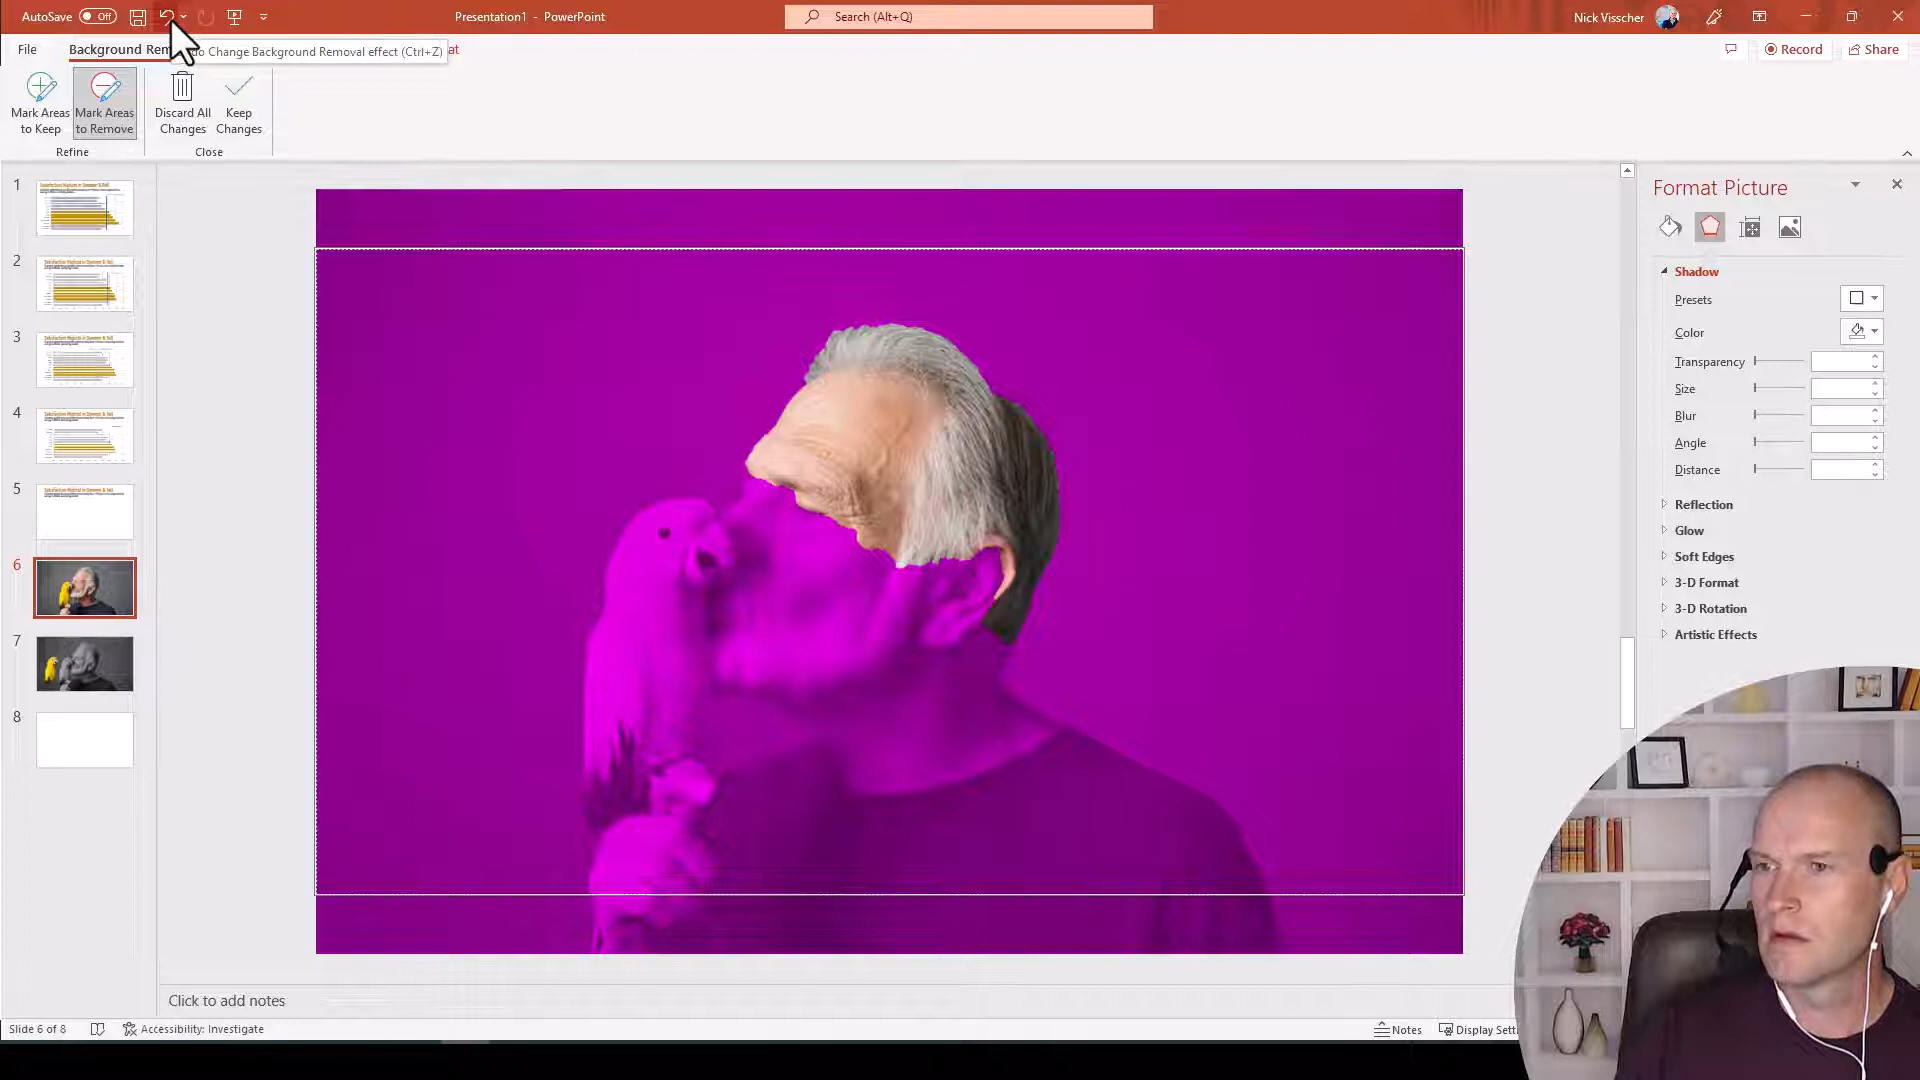 AutoSave Off
Presentation1 - PowerPoint
Search (Alt+Q)
Nick Visscher
File
Background Rem
Change Background Removal effect (Ctrl+Z)
at
Record
Share
Mark Areas to Keep
Mark Areas to Remove
Discard All Changes
Keep Changes
Refine
Close
1
2
3
4
5
6
7
8
Format Picture
Shadow
Presets
Color
Transparency
Size
Blur
Angle
Distance
Reflection
Glow
Soft Edges
3-D Format
3-D Rotation
Artistic Effects
Click to add notes
Slide 6 of 8
Accessibility: Investigate
Notes
Display Setti